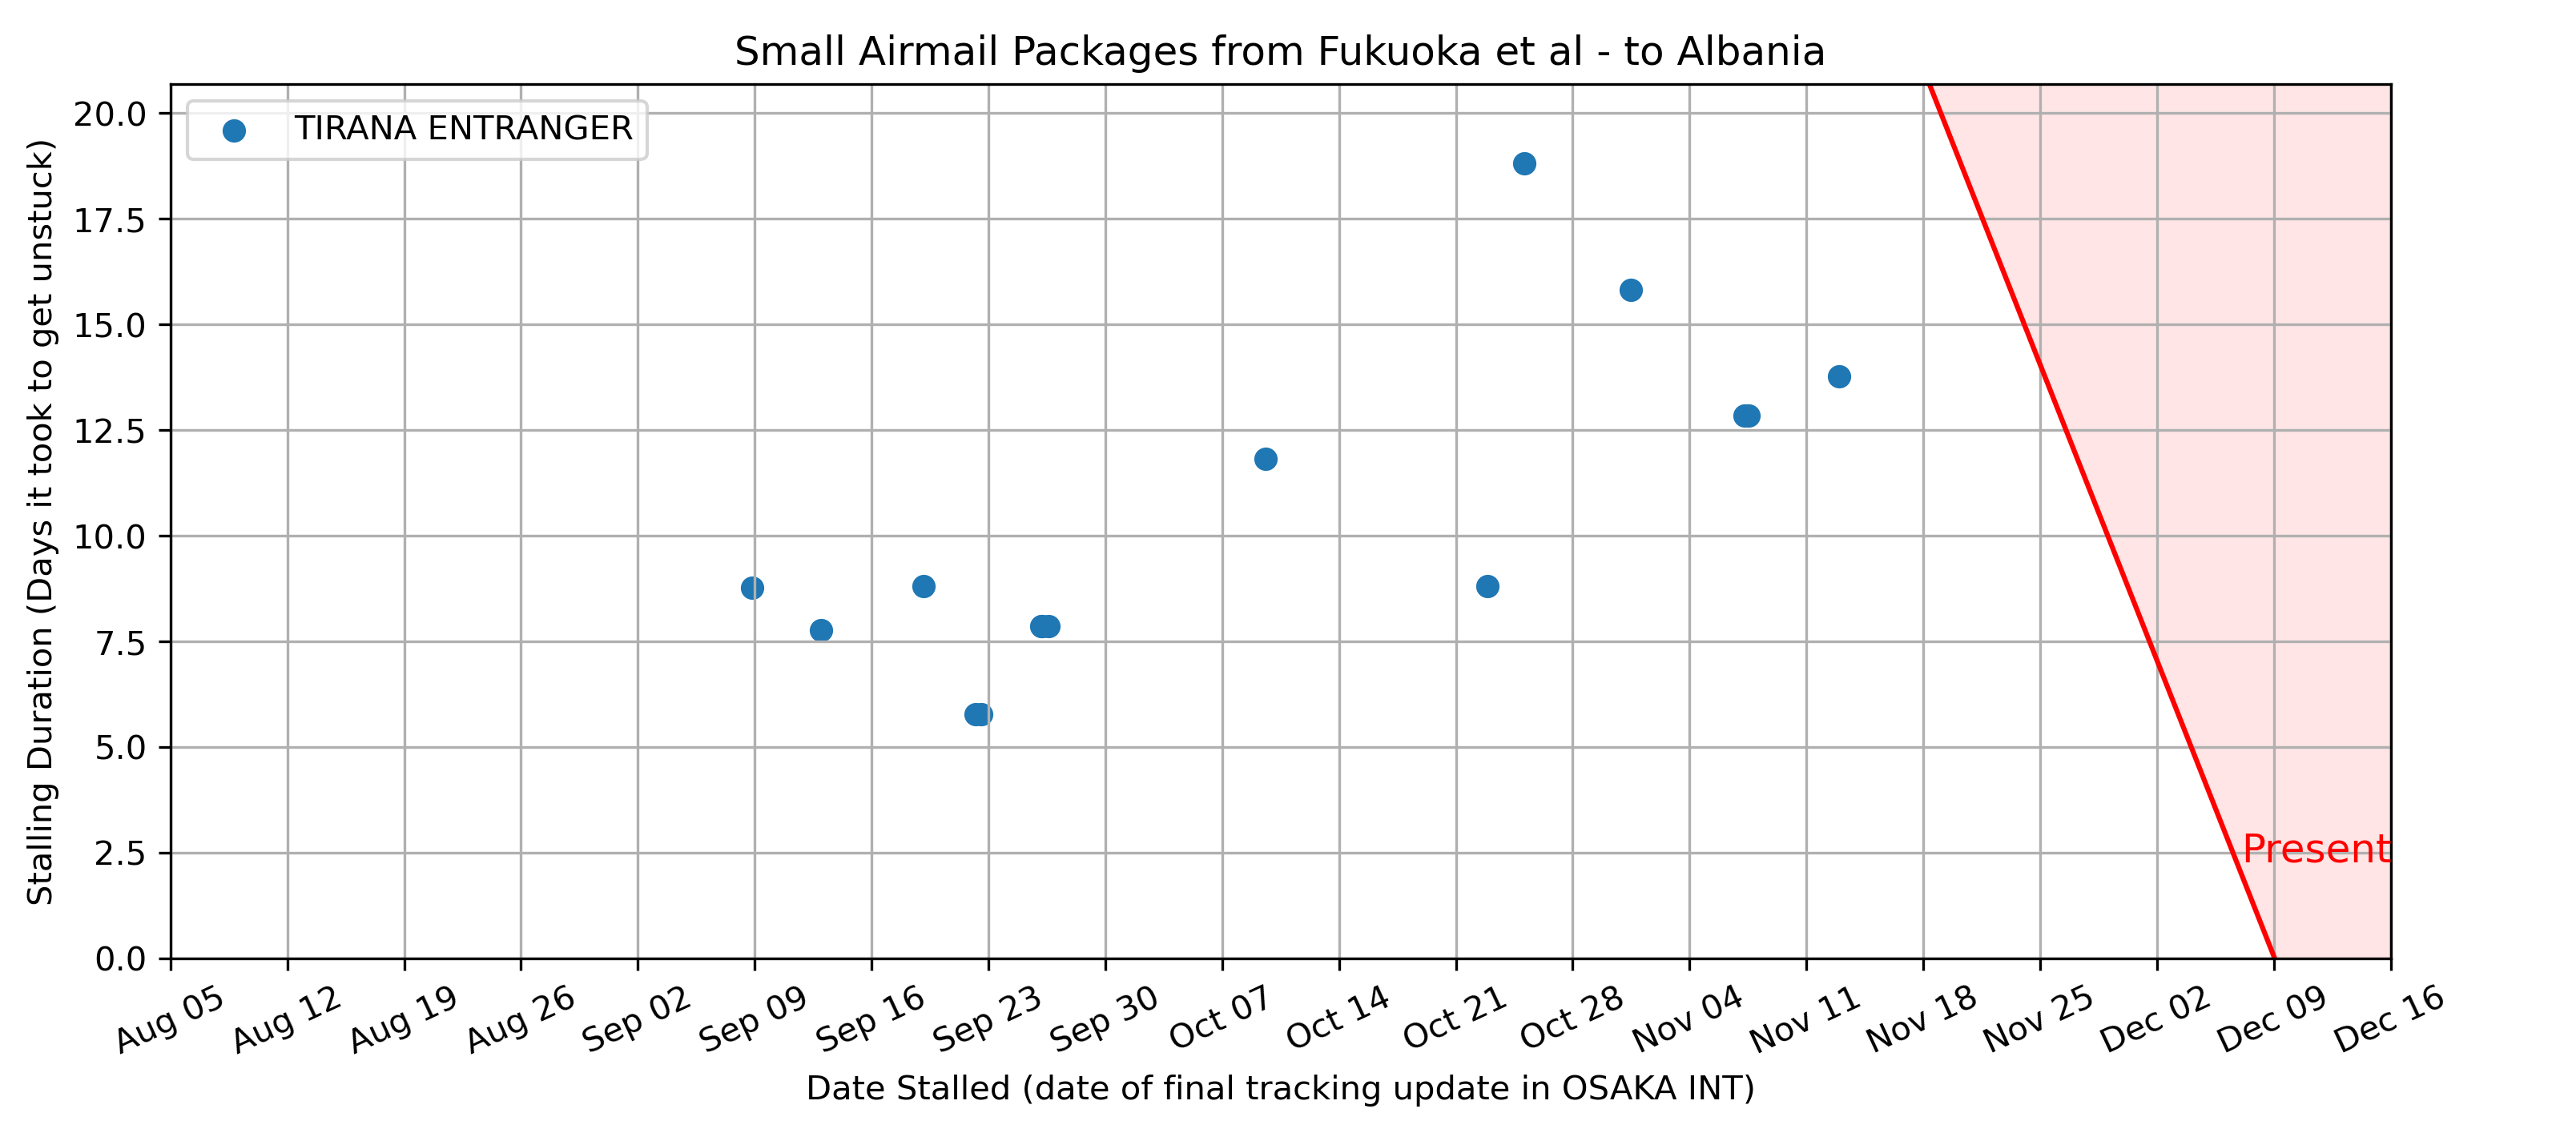 Small Airmail Packages from Fukuoka et al - to Albania
TIRANA ENTRANGER
Stalling Duration (Days it took to get unstuck)
20.0
17.5
15.0
12.5
10.0
7.5
5.0
2.5
0.0
Present
Aug 05
Aug 12
Aug 19
Aug 26
Sep 02
Sep 09
Sep 16
Sep 23
Sep 30
Oct 07
Oct 14
Oct 21
Oct 28
Nov 04
Nov 11
Nov 18
Nov 25
Dec 02
Dec 09
Dec 16
Date Stalled (date of final tracking update in OSAKA INT)